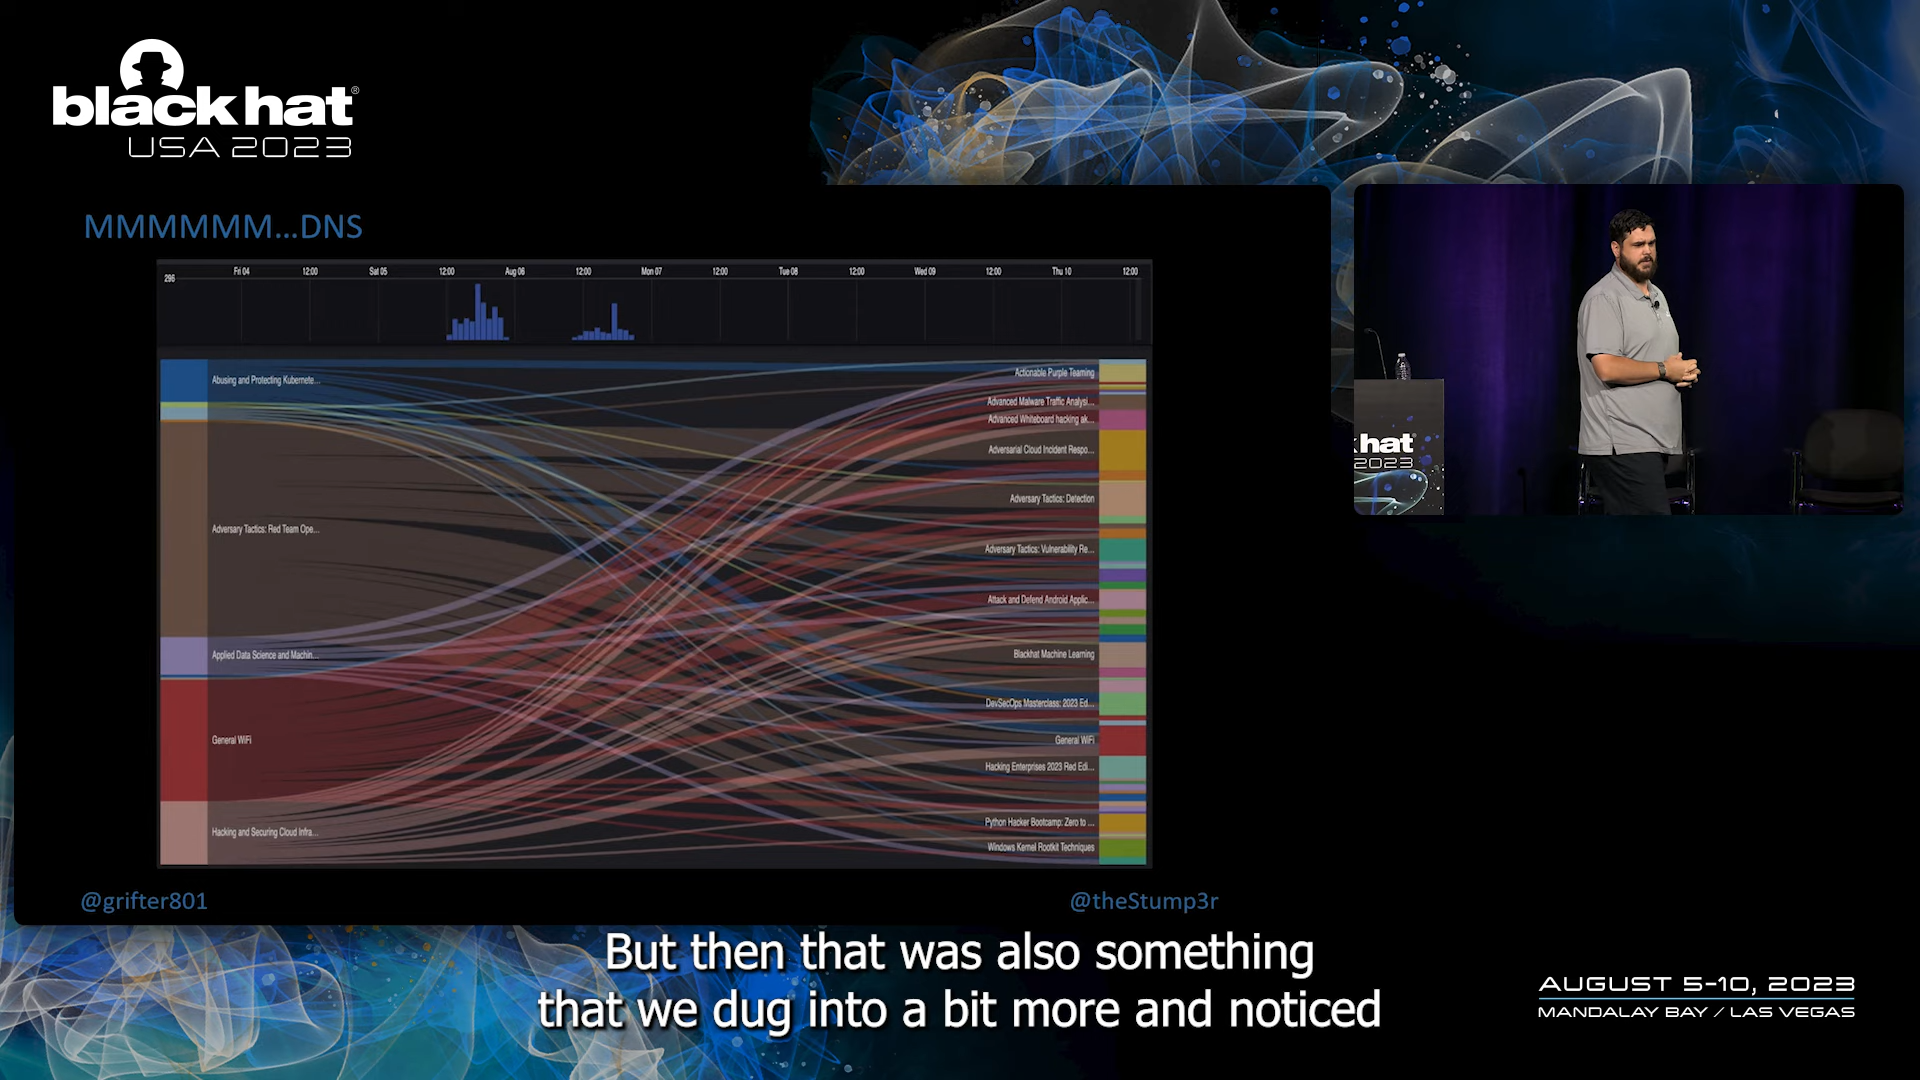 black hat®
USA 2023
MMMMMM...DNS
296
Fri 04
12:00
Sat 05
12:00
Aug 06
12:00
Mon 07
12:00
Tue 08
12:00
Wed 09
12:00
Thu 10
12:00
Abusing and Protecting Kubernete...
Adversary Tactics: Red Team Ope...
Applied Data Science and Machin...
General WiFi
Hacking and Securing Cloud Infra...
Actionable Purple Teaming
Advanced Malware Traffic Analysi...
Advanced Whiteboard hacking ak...
Adversarial Cloud Incident Respo...
Adversary Tactics: Detection
Adversary Tactics: Vulnerability Re...
Attack and Defend Android Applic...
Blackhat Machine Learning
DevSecOps Masterclass: 2023 Ed...
General WiFi
Hacking Enterprises 2023 Red Edi...
Python Hacker Bootcamp: Zero to ...
Windows Kernel Rootkit Techniques
@grifter801
@theStump3r
hat
2023
But then that was also something
that we dug into a bit more and noticed
AUGUST 5-10, 2023
MANDALAY BAY / LAS VEGAS